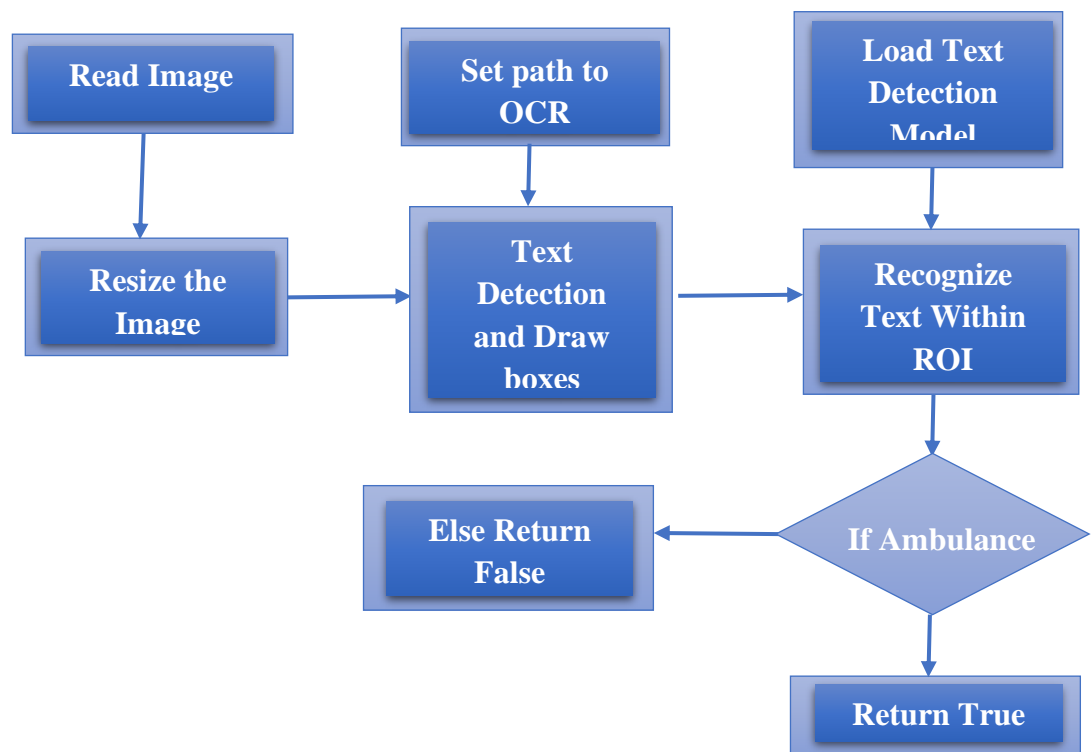 Read Image
Set path to
OCR
Load Text
Detection
Model
Resize the
Image
Text
Detection
and Draw
boxes
Recognize
Text Within
ROI
If Ambulance
Else Return
False
Return True